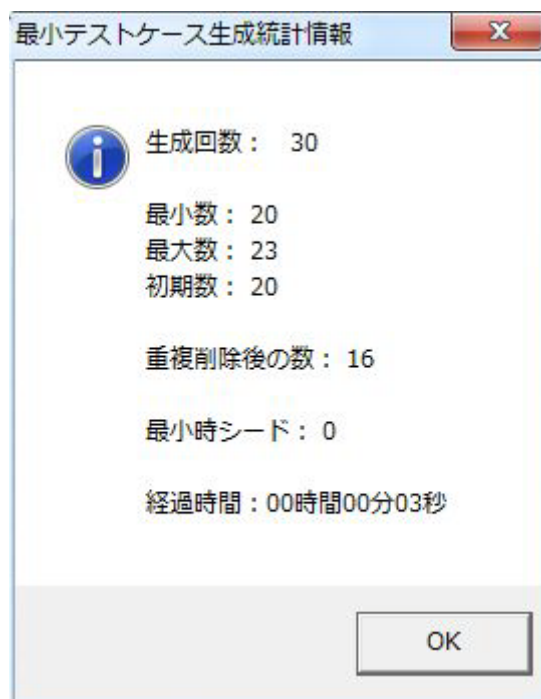 最小テストケース生成統計情報
生成回数： 30
最小数： 20
最大数： 23
初期数： 20
重複削除後の数： 16
最小時シード： 0
経過時間：00時間00分03秒
OK